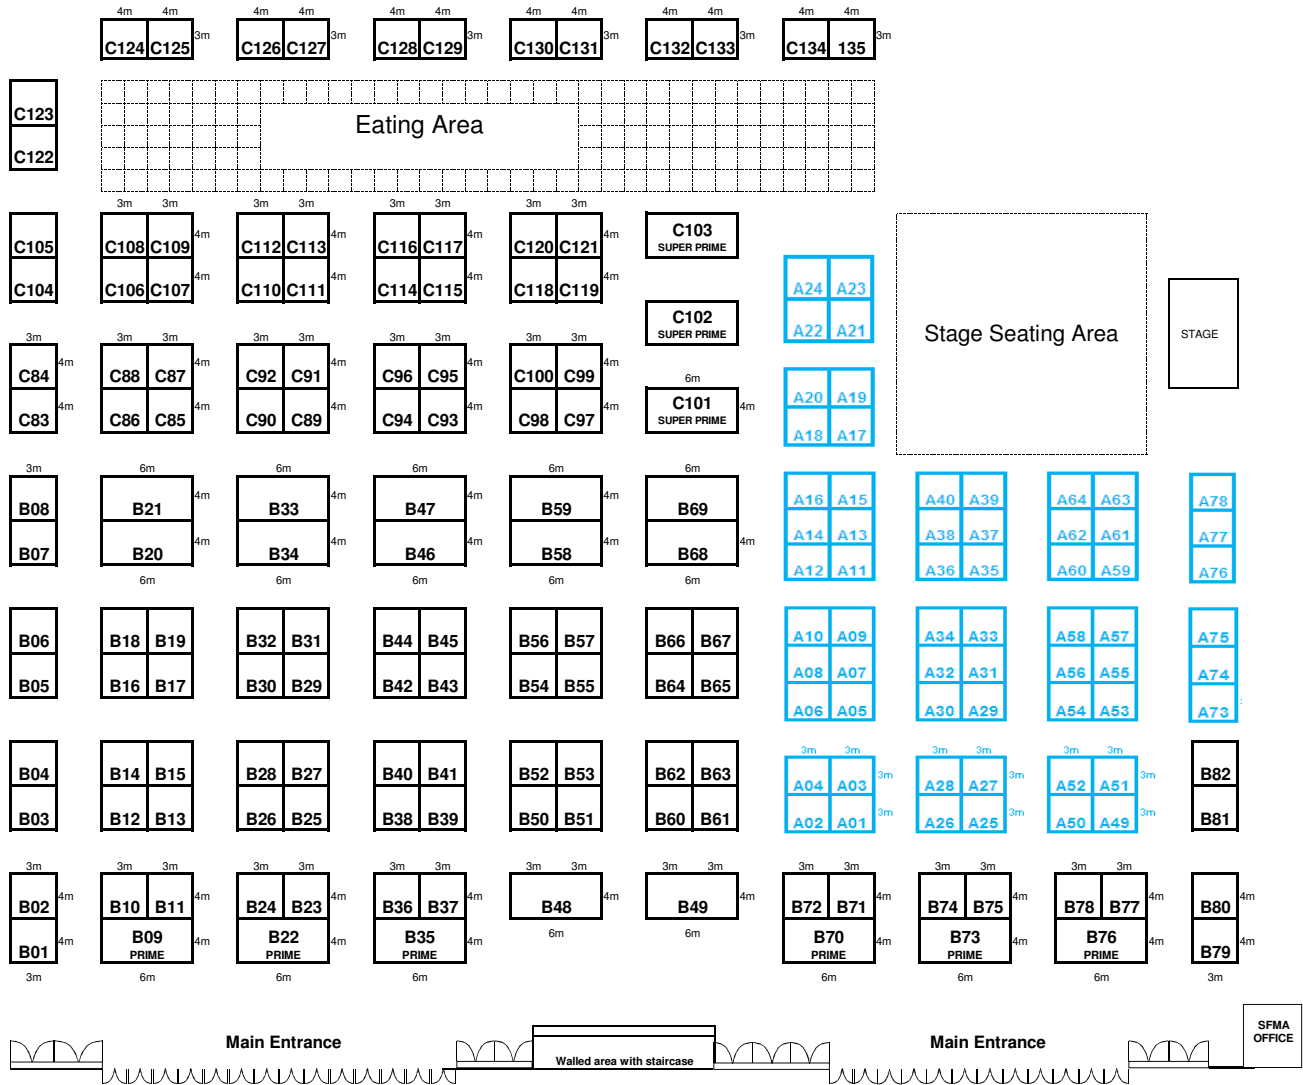 4m 4m 4m 4m 4m 4m 4m 4m 4m 4m 4m 4m
C124 C125 3m C126 C127 3m C128 C129 3m C130 C131 3m C132 C133 3m C134 135 3m
C123
Eating Area
C122
3m 3m 3m 3m 3m 3m 3m 3m
C105 C108 C109 4m C112 C113 4m C116 C117 4m C120 C121 4m C103
SUPER PRIME
C104 C106 C107 4m C110 C111 4m C114 C115 4m C118 C119 4m A24 A23
C102
SUPER PRIME
A22 A21 Stage Seating Area STAGE
3m 3m 3m 3m 3m 3m 3m 3m 3m
C84 4m C88 C87 4m C92 C91 4m C96 C95 4m C100 C99 4m
6m
C83 4m C86 C85 4m C90 C89 4m C94 C93 4m C98 C97 4m C101 4m
SUPER PRIME
A20 A19
A18 A17
3m 6m 6m 6m 6m 6m
B08 B21 4m B33 4m B47 4m B59 4m B69 A16 A15 A40 A39 A64 A63 A78
A14 A13 A38 A37 A62 A61 A77
B07 B20 4m B34 4m B46 4m B58 4m B68 4m A12 A11 A36 A35 A60 A59 A76
6m 6m 6m 6m 6m
B06 B18 B19 B32 B31 B44 B45 B56 B57 B66 B67 A10 A09 A34 A33 A58 A57 A75
A08 A07 A32 A31 A56 A55 A74
B05 B16 B17 B30 B29 B42 B43 B54 B55 B64 B65 A06 A05 A30 A29 A54 A53 A73
3m 3m 3m 3m 3m 3m
B04 B14 B15 B28 B27 B40 B41 B52 B53 B62 B63 A04 A03 3m A28 A27 3m A52 A51 3m B82
B03 B12 B13 B26 B25 B38 B39 B50 B51 B60 B61 A02 A01 3m A26 A25 3m A50 A49 3m B81
3m 3m 3m 3m 3m 3m 3m 3m 3m 3m 3m 3m 3m 3m 3m 3m 3m 3m
B02 4m B10 B11 4m B24 B23 4m B36 B37 4m B48 4m B49 4m B72 B71 4m B74 B75 4m B78 B77 4m B80 4m
6m 6m
B01 4m B09 4m B22 4m B35 4m B70 4m B73 4m B76 4m B79 4m
PRIME PRIME PRIME PRIME PRIME PRIME
3m 6m 6m 6m 6m 6m 6m 3m
SFMA
OFFICE
Main Entrance Main Entrance
Walled area with staircase